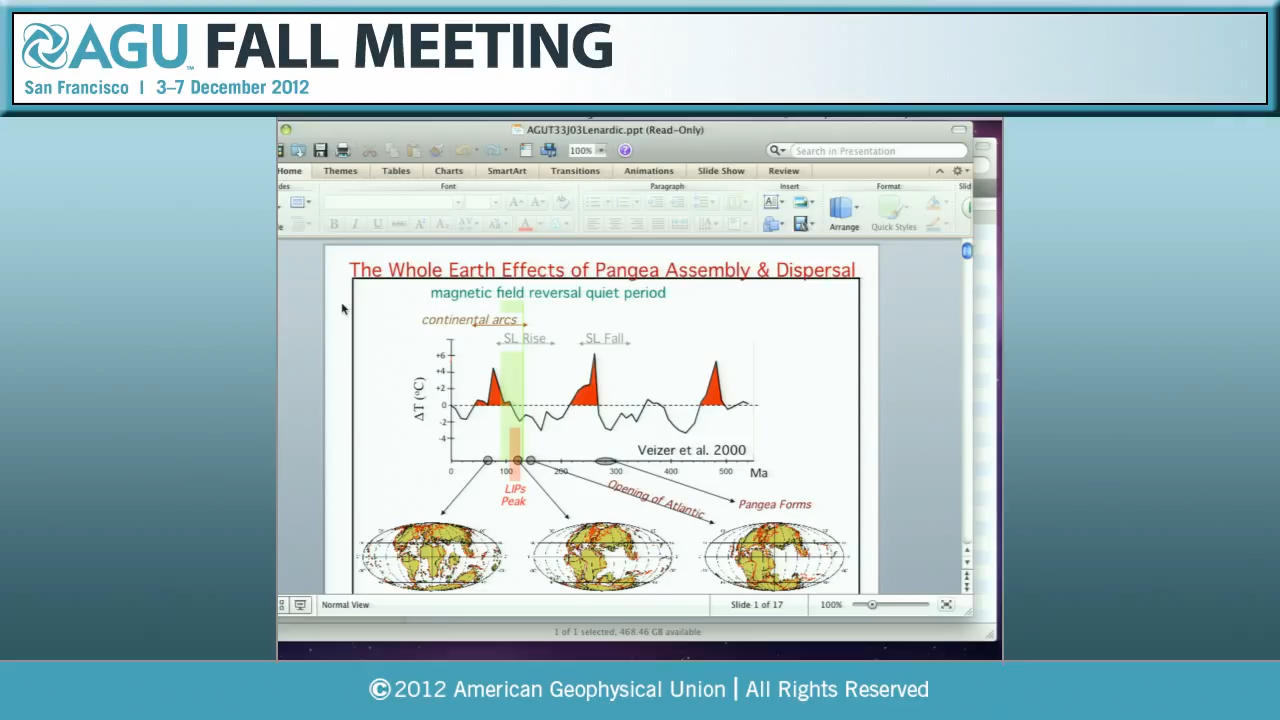 AGU FALL MEETING
San Francisco | 3–7 December 2012
AGUT33J03Lenardic.ppt (Read-Only)
100%
Search in Presentation
Home Themes Tables Charts SmartArt Transitions Animations Slide Show Review
Font Paragraph Insert Format
Arrange Quick Styles
The Whole Earth Effects of Pangea Assembly & Dispersal
magnetic field reversal quiet period
continental arcs
SL Rise SL Fall
+6
+4
+2
0
-2
-4
ΔT (°C)
Veizer et al. 2000
0 100 200 300 400 500 Ma
LIPs
Peak
Opening of Atlantic
Pangea Forms
Normal View Slide 1 of 17 100%
1 of 1 selected, 468.46 GB available
©2012 American Geophysical Union | All Rights Reserved